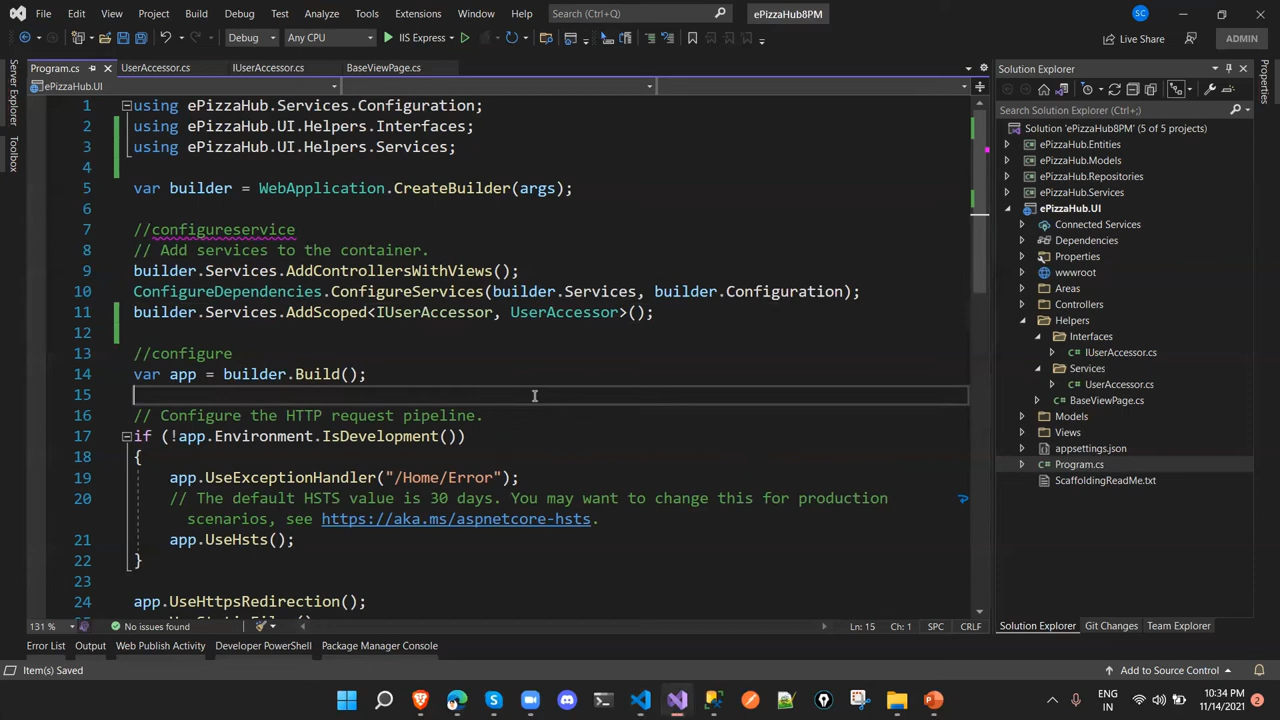 File Edit View Project Build Debug Test Analyze Tools Extensions Window Help Search (Ctrl+Q) ePizzaHub8PM SC
Debug Any CPU IIS Express Live Share ADMIN
Server Explorer
Toolbox
Program.cs UserAccessor.cs IUserAccessor.cs BaseViewPage.cs
ePizzaHub.UI
1 using ePizzaHub.Services.Configuration;
2 using ePizzaHub.UI.Helpers.Interfaces;
3 using ePizzaHub.UI.Helpers.Services;
4
5 var builder = WebApplication.CreateBuilder(args);
6
7 //configureservice
8 // Add services to the container.
9 builder.Services.AddControllersWithViews();
10 ConfigureDependencies.ConfigureServices(builder.Services, builder.Configuration);
11 builder.Services.AddScoped<IUserAccessor, UserAccessor>();
12
13 //configure
14 var app = builder.Build();
15
16 // Configure the HTTP request pipeline.
17 if (!app.Environment.IsDevelopment())
18 {
19 app.UseExceptionHandler("/Home/Error");
20 // The default HSTS value is 30 days. You may want to change this for production
scenarios, see https://aka.ms/aspnetcore-hsts.
21 app.UseHsts();
22 }
23
24 app.UseHttpsRedirection();
131 % No issues found Ln: 15 Ch: 1 SPC CRLF
Solution Explorer
Search Solution Explorer (Ctrl+;)
Solution 'ePizzaHub8PM' (5 of 5 projects)
ePizzaHub.Entities
ePizzaHub.Models
ePizzaHub.Repositories
ePizzaHub.Services
ePizzaHub.UI
Connected Services
Dependencies
Properties
wwwroot
Areas
Controllers
Helpers
Interfaces
IUserAccessor.cs
Services
UserAccessor.cs
BaseViewPage.cs
Models
Views
appsettings.json
Program.cs
ScaffoldingReadMe.txt
Solution Explorer Git Changes Team Explorer
Properties
Error List Output Web Publish Activity Developer PowerShell Package Manager Console
Item(s) Saved Add to Source Control 2
ENG
IN
10:34 PM
11/14/2021
2